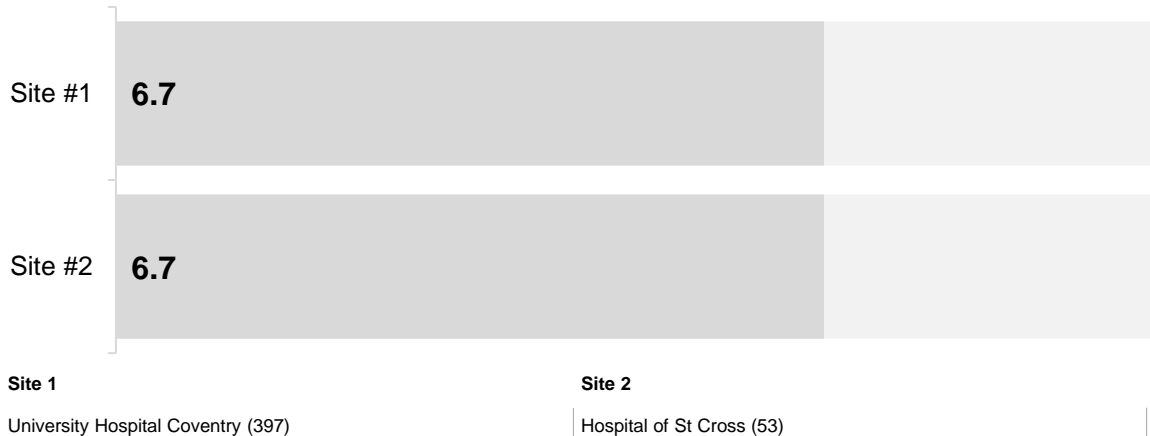 Site #1 6.7
Site #2 6.7
Site 1 Site 2
University Hospital Coventry (397) Hospital of St Cross (53)